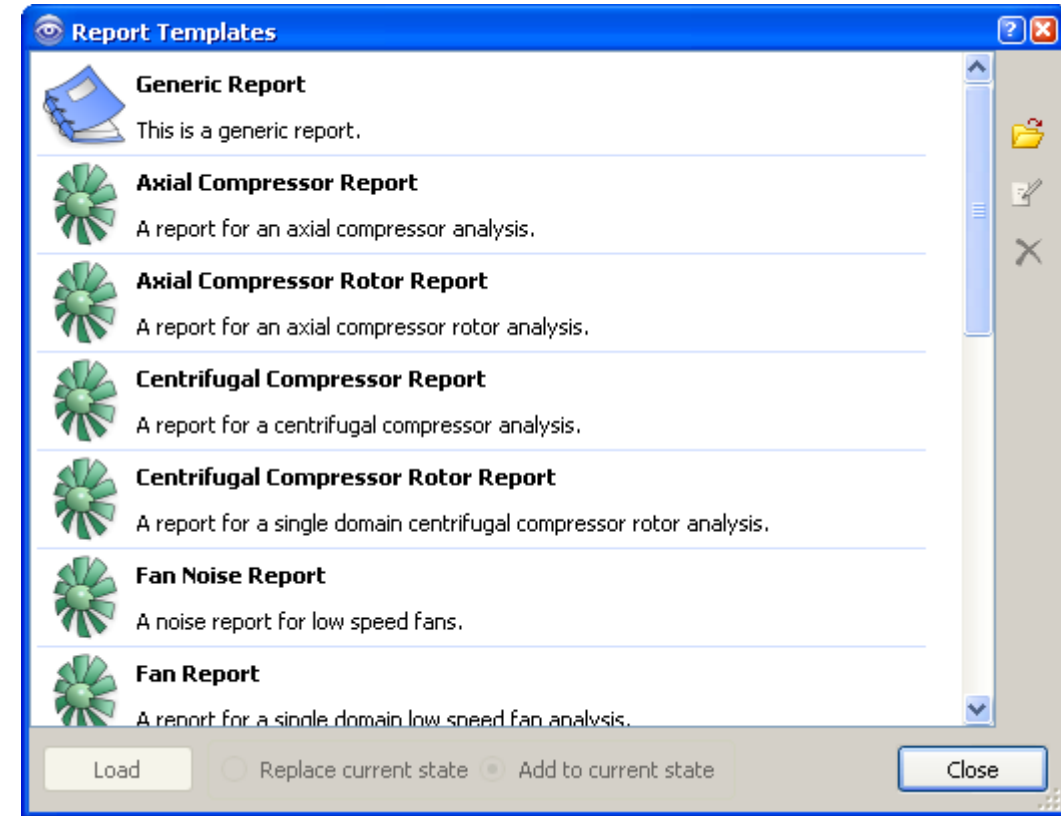 Report Templates
Generic Report
This is a generic report.
Axial Compressor Report
A report for an axial compressor analysis.
Axial Compressor Rotor Report
A report for an axial compressor rotor analysis.
Centrifugal Compressor Report
A report for a centrifugal compressor analysis.
Centrifugal Compressor Rotor Report
A report for a single domain centrifugal compressor rotor analysis.
Fan Noise Report
A noise report for low speed fans.
Fan Report
A report for a single domain low speed fan analysis.
Load Replace current state Add to current state Close